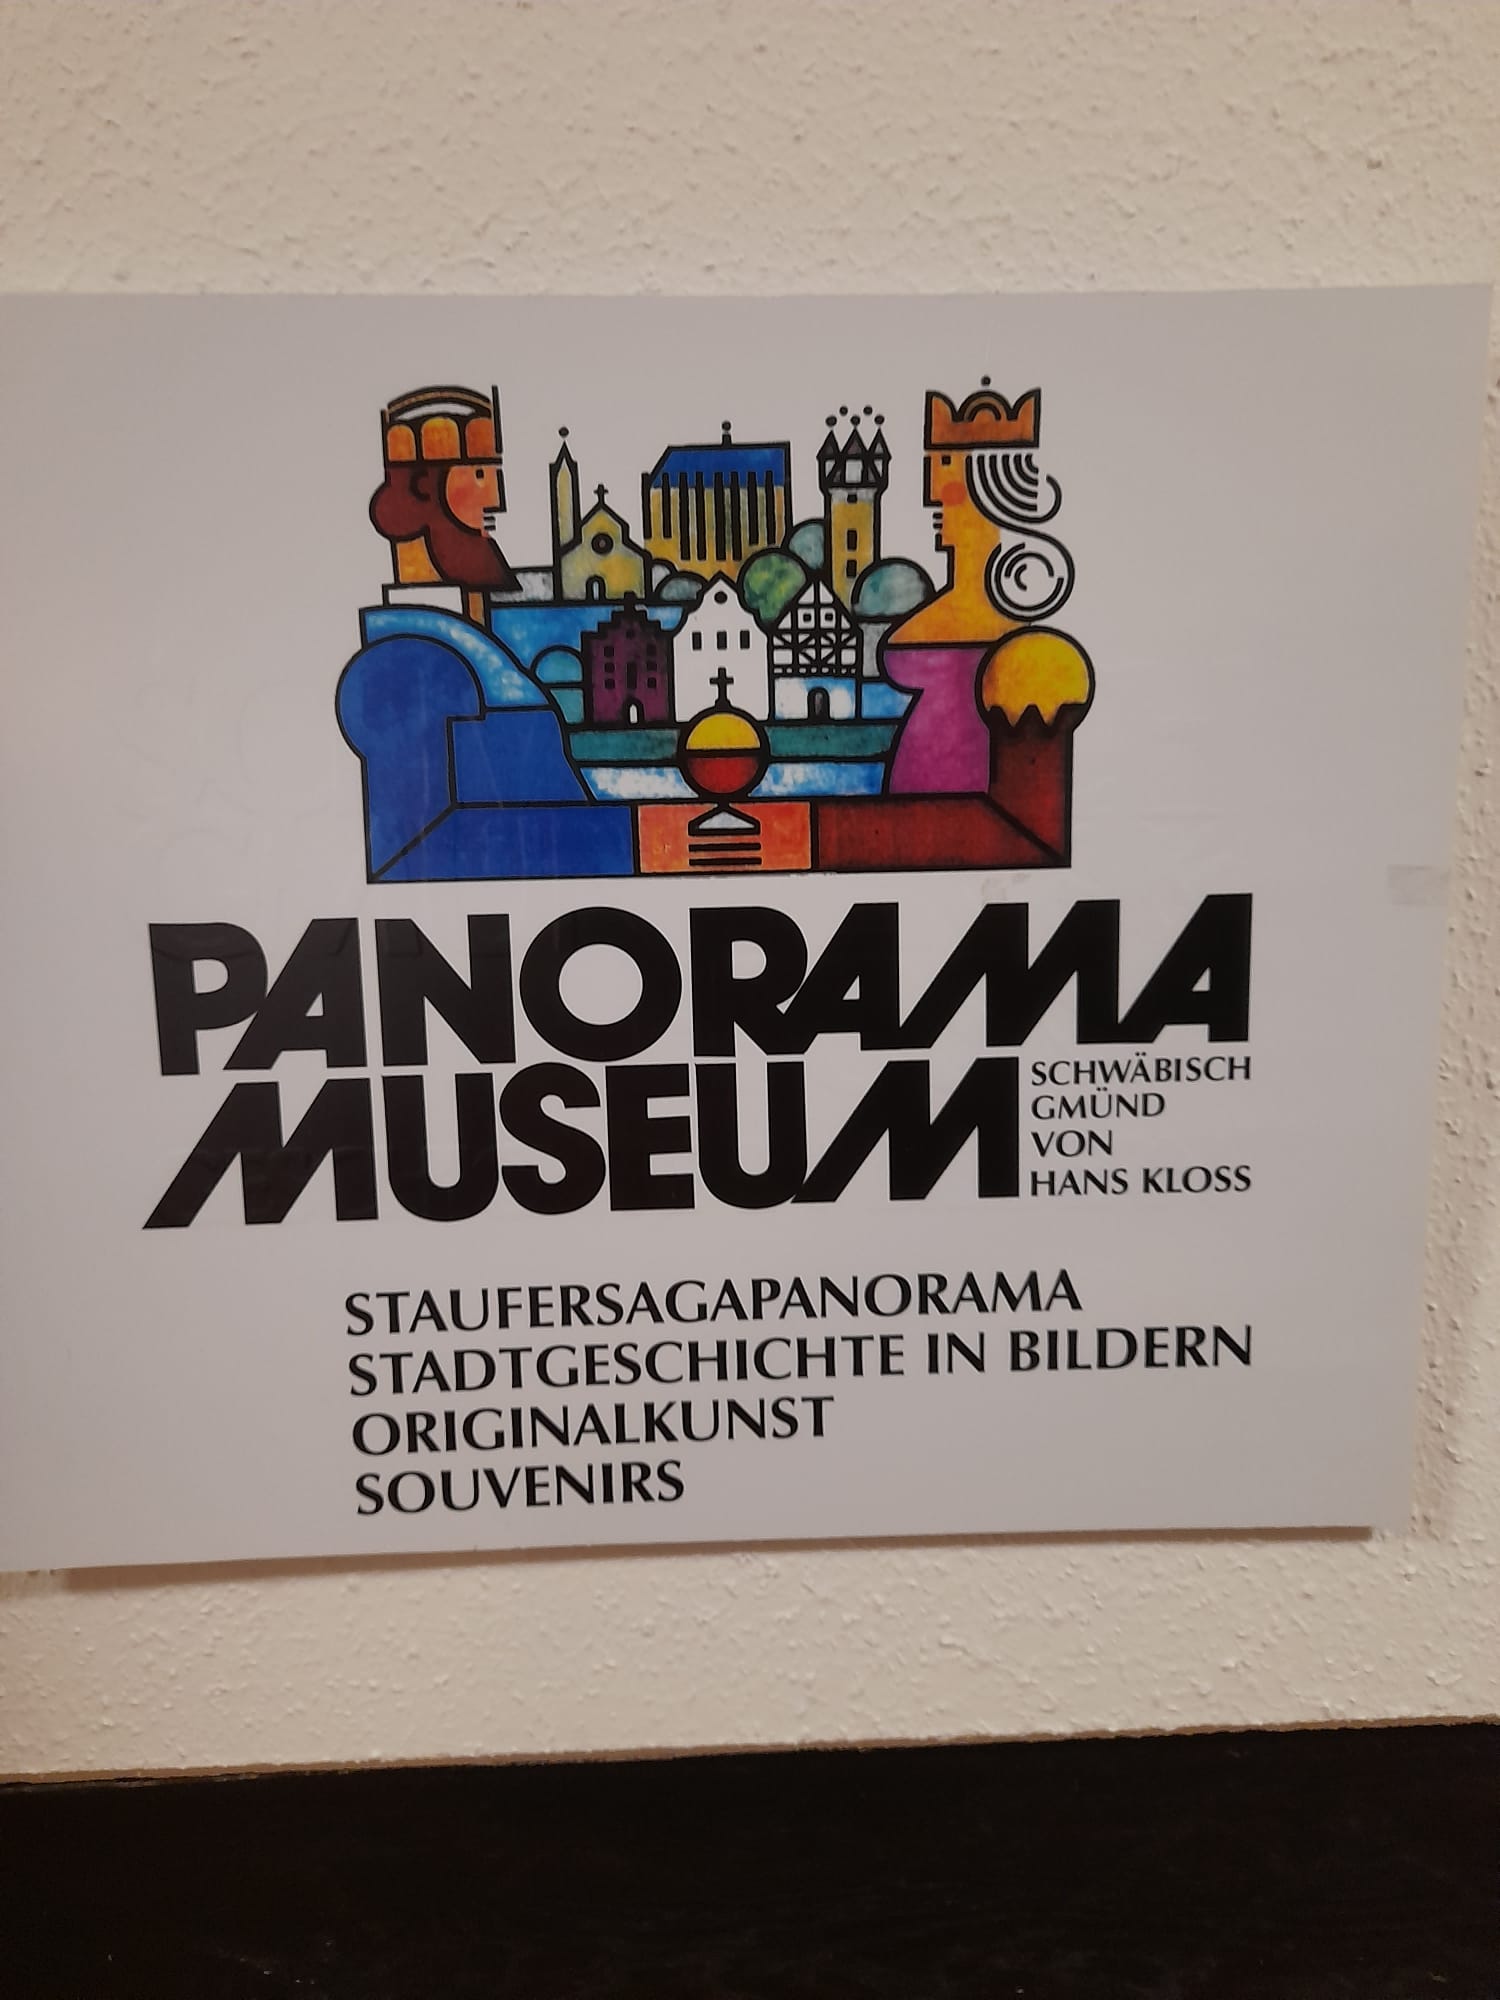 PANORAMA
MUSEUM
SCHWÄBISCH
GMÜND
VON
HANS KLOSS
STAUFERSAGAPANORAMA
STADTGESCHICHTE IN BILDERN
ORIGINALKUNST
SOUVENIRS